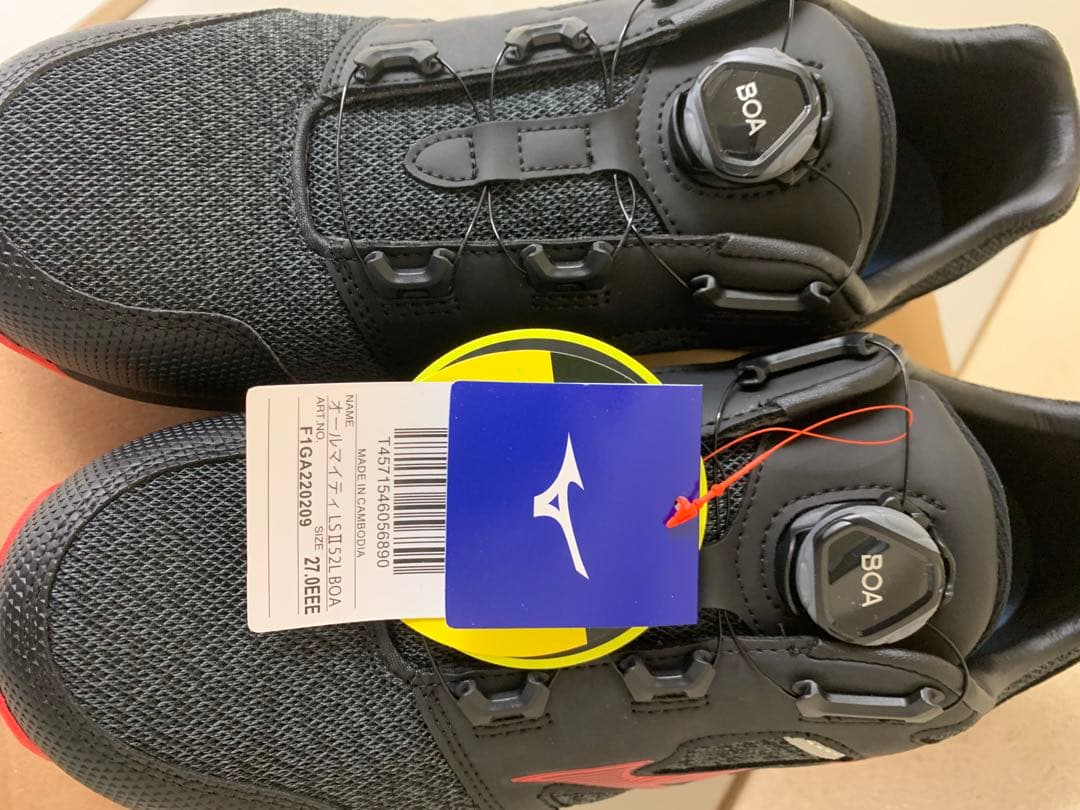 BOA
T4571546056890
MADE IN CAMBODIA
NAME
オールマイティLSⅡ52L BOA
ART.NO. SIZE
F1GA220209 27.0EEE
BOA